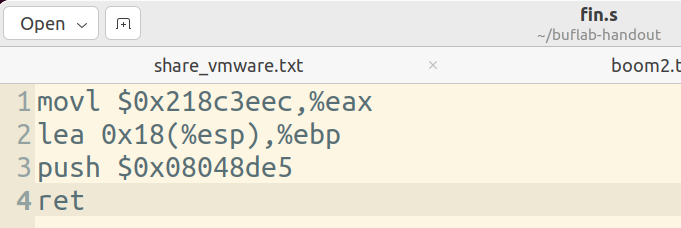 Open
fin.s
~/buflab-handout
share_vmware.txt
×
boom2.t
1 movl $0x218c3eec,%eax
2 lea 0x18(%esp),%ebp
3 push $0x08048de5
4 ret